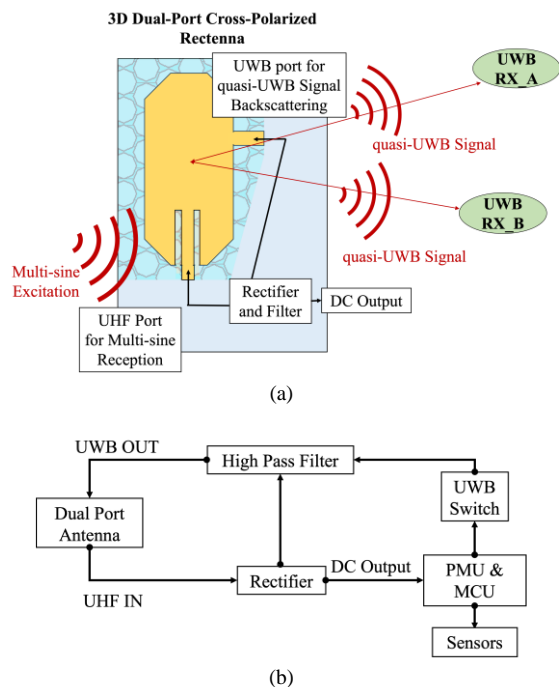 3D Dual-Port Cross-Polarized
Rectenna
UWB port for
quasi-UWB Signal
Backscattering
UWB
RX_A
quasi-UWB Signal
UWB
RX_B
quasi-UWB Signal
Multi-sine
Excitation
UHF Port
for Multi-sine
Reception
Rectifier
and Filter
DC Output
(a)
UWB OUT
High Pass Filter
UWB
Switch
Dual Port
Antenna
UHF IN
Rectifier
DC Output
PMU &
MCU
Sensors
(b)